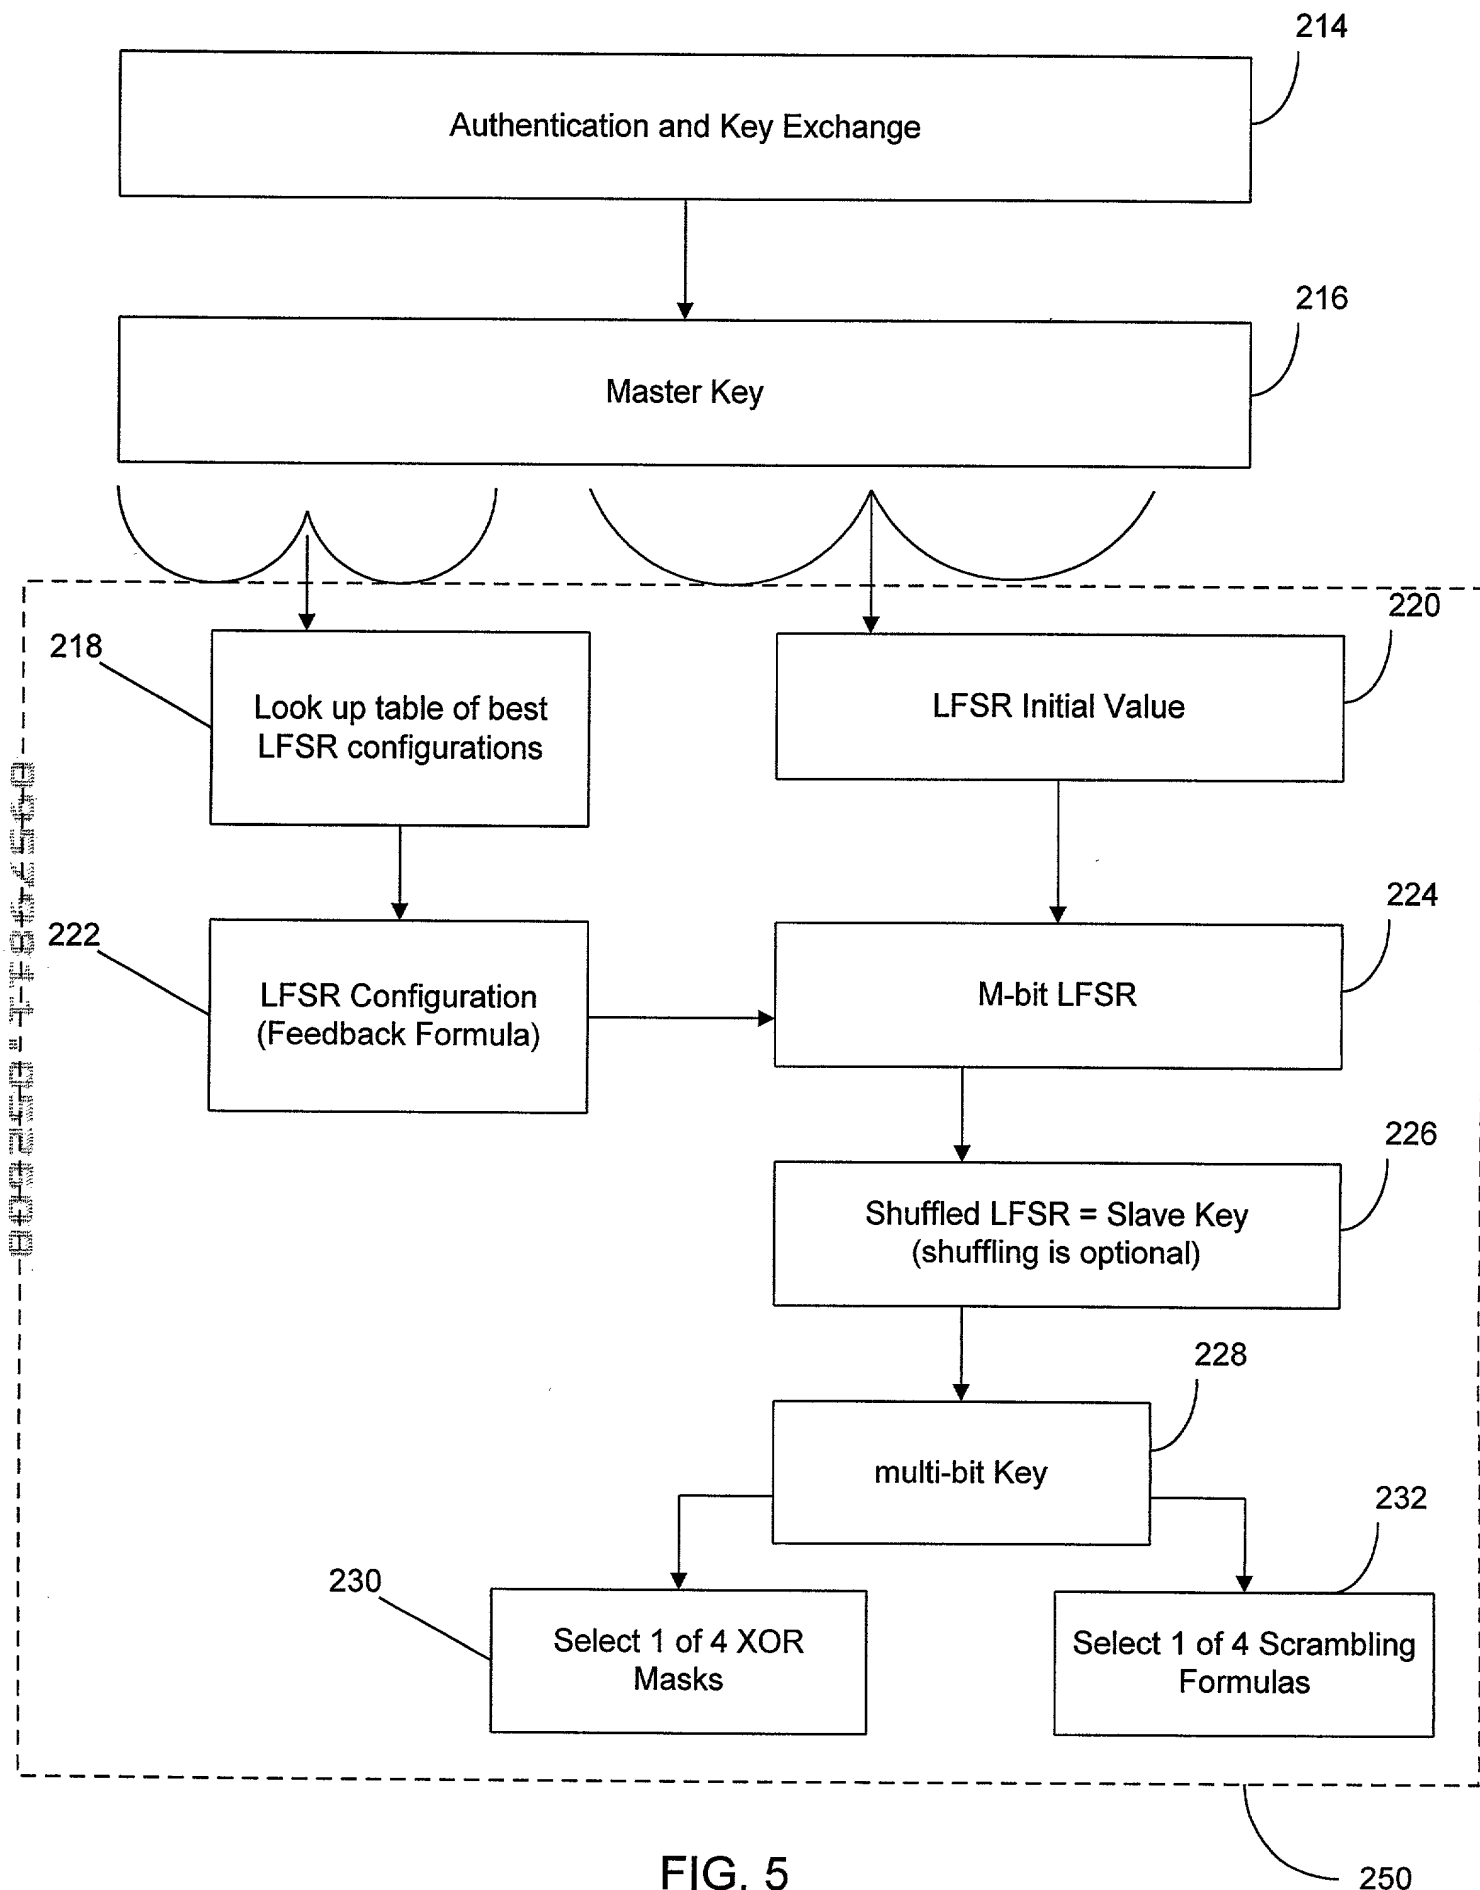 214
Authentication and Key Exchange
216
Master Key
220
218
Look up table of best
LFSR configurations
LFSR Initial Value
224
222
LFSR Configuration
(Feedback Formula)
M-bit LFSR
226
Shuffled LFSR = Slave Key
(shuffling is optional)
228
multi-bit Key
232
230
Select 1 of 4 XOR
Masks
Select 1 of 4 Scrambling
Formulas
FIG. 5
250